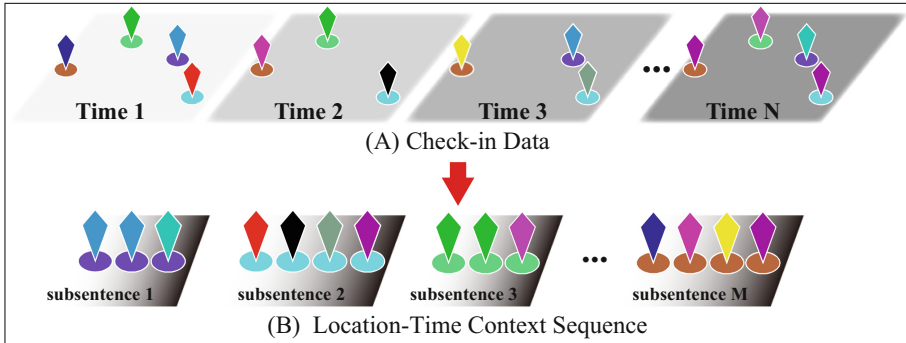 Time 1 Time 2 Time 3 ••• Time N
(A) Check-in Data
subsentence 1 subsentence 2 subsentence 3 ••• subsentence M
(B) Location-Time Context Sequence